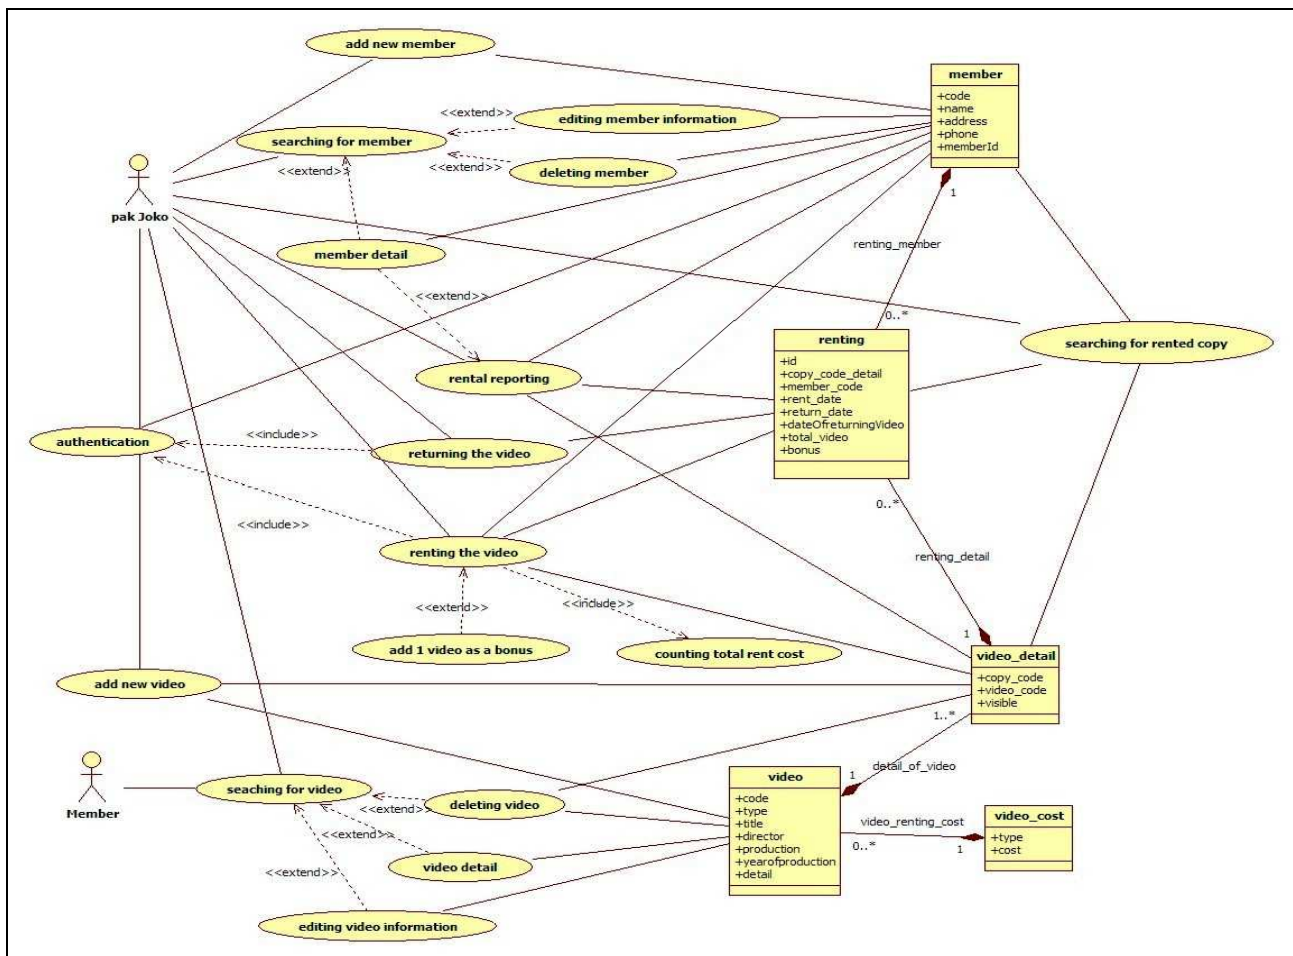 add new member
member
+code
+name
+address
+phone
+memberId
<<extend>>
editing member information
searching for member
<<extend>>
deleting member
<<extend>>
pak Joko
1
member detail
renting_member
<<extend>>
0..*
renting
+id
+copy_code_detail
+member_code
+rent_date
+return_date
+dateOfreturningVideo
+total_video
+bonus
searching for rented copy
rental reporting
authentication
<<include>>
returning the video
0..*
<<include>>
renting the video
renting_detail
<<extend>>
<<include>>
1
add 1 video as a bonus
counting total rent cost
video_detail
+copy_code
+video_code
+visible
add new video
1..*
detail_of_video
1
video
+code
+type
+title
+director
+production
+yearofproduction
+detail
Member
seaching for video
<<extend>>
deleting video
video_renting_cost
0..*
1
video_cost
+type
+cost
<<extend>>
video detail
<<extend>>
editing video information